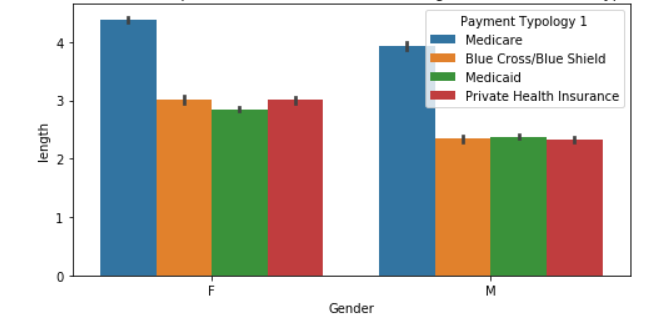 Payment Typology 1
Medicare
Blue Cross/Blue Shield
Medicaid
Private Health Insurance
length
4
3
2
1
0
F
M
Gender